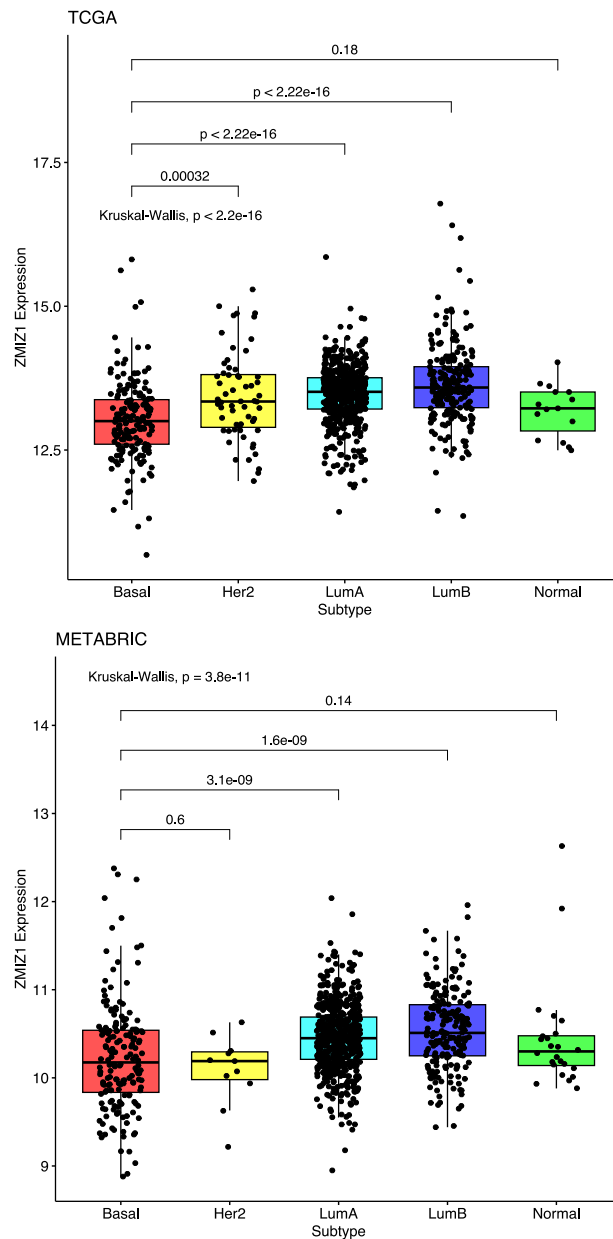 TCGA
0.18
p < 2.22e-16
p < 2.22e-16
0.00032
Kruskal-Wallis, p < 2.2e-16
17.5
15.0
12.5
ZMIZ1 Expression
Basal Her2 LumA LumB Normal
Subtype
METABRIC
Kruskal-Wallis, p = 3.8e-11
0.14
1.6e-09
3.1e-09
0.6
14
13
12
11
10
9
ZMIZ1 Expression
Basal Her2 LumA LumB Normal
Subtype